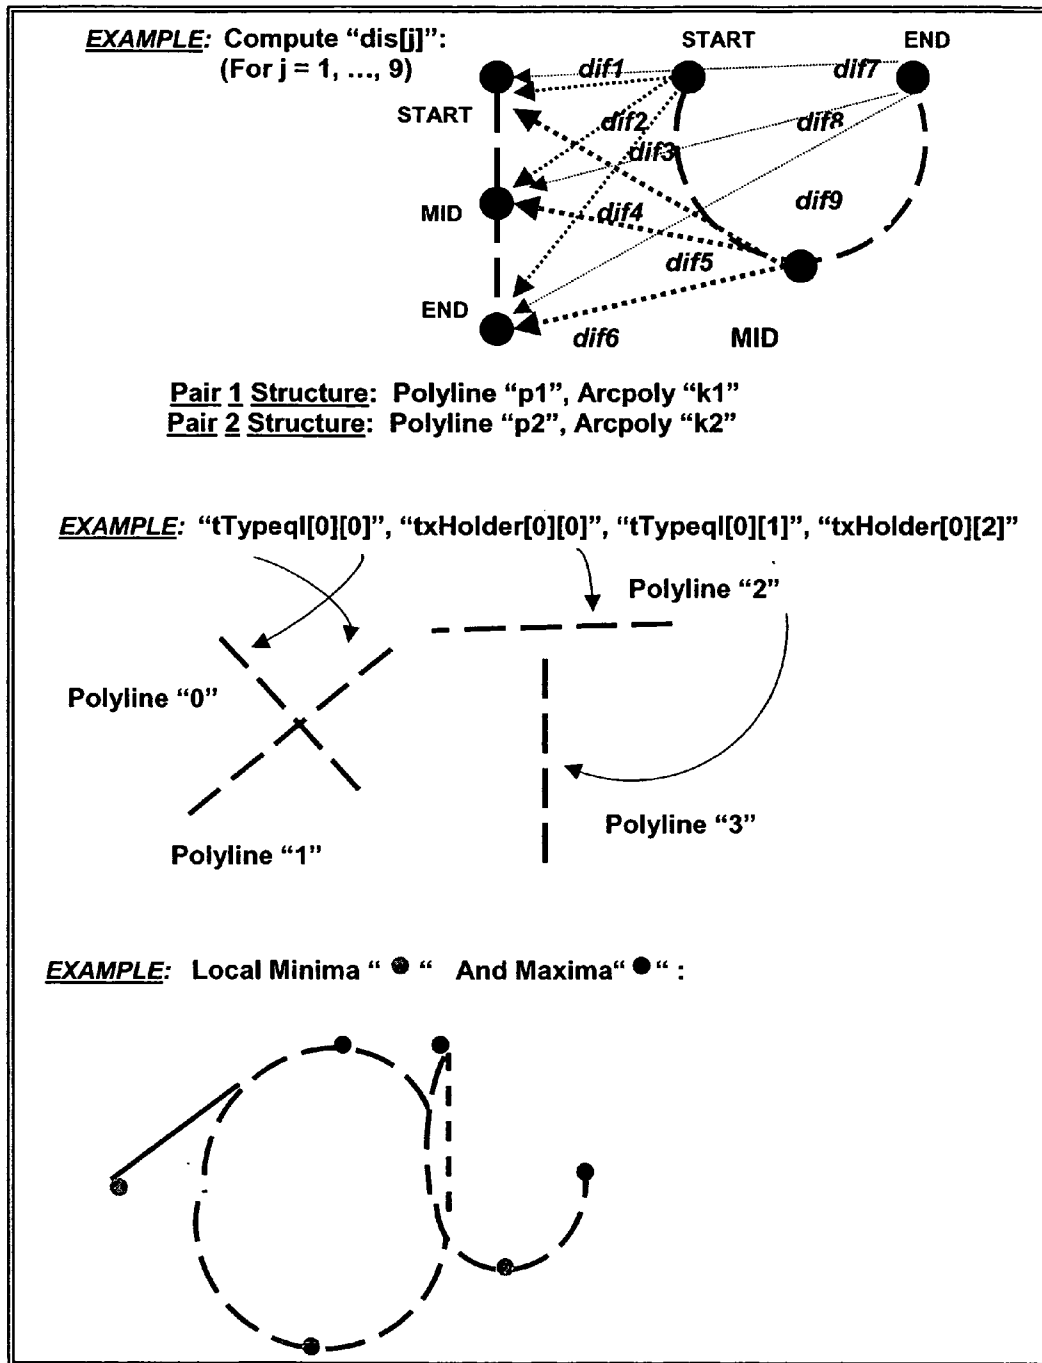 EXAMPLE: Compute “dis[j]”:
(For j = 1, ..., 9)
START
END
dif1
dif7
START
dif2
dif8
dif3
MID
dif4
dif9
dif5
END
dif6
MID
Pair 1 Structure: Polyline “p1”, Arcpoly “k1”
Pair 2 Structure: Polyline “p2”, Arcpoly “k2”
EXAMPLE: “tTypeql[0][0]”, “txHolder[0][0]”, “tTypeql[0][1]”, “txHolder[0][2]”
Polyline “2”
Polyline “0”
Polyline “3”
Polyline “1”
EXAMPLE: Local Minima “ ● “ And Maxima“ ● “ :